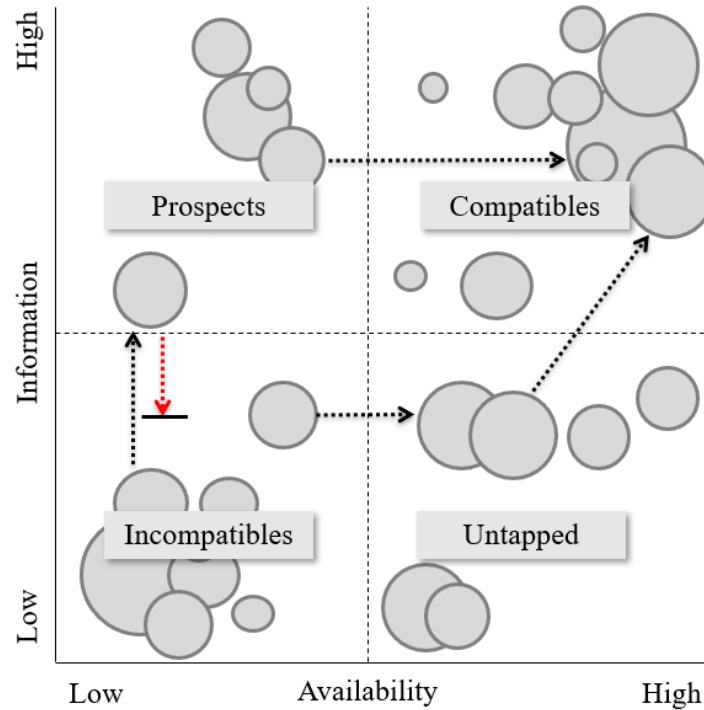 High
Prospects
Compatibles
Information
Incompatibles
Untapped
Low
Low
Availability
High